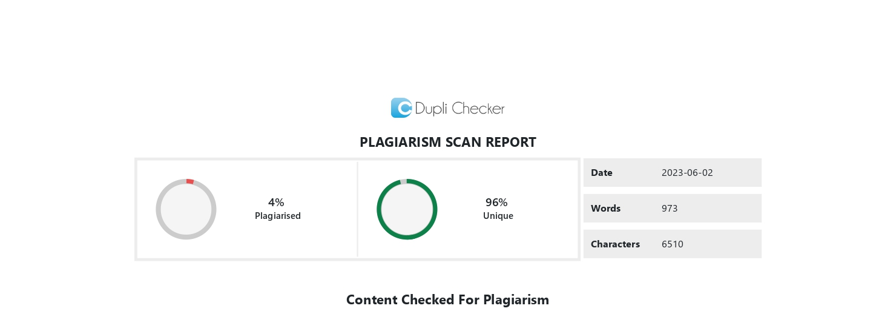 Dupli Checker
PLAGIARISM SCAN REPORT
4%
Plagiarised
96%
Unique
Date 2023-06-02
Words 973
Characters 6510
Content Checked For Plagiarism